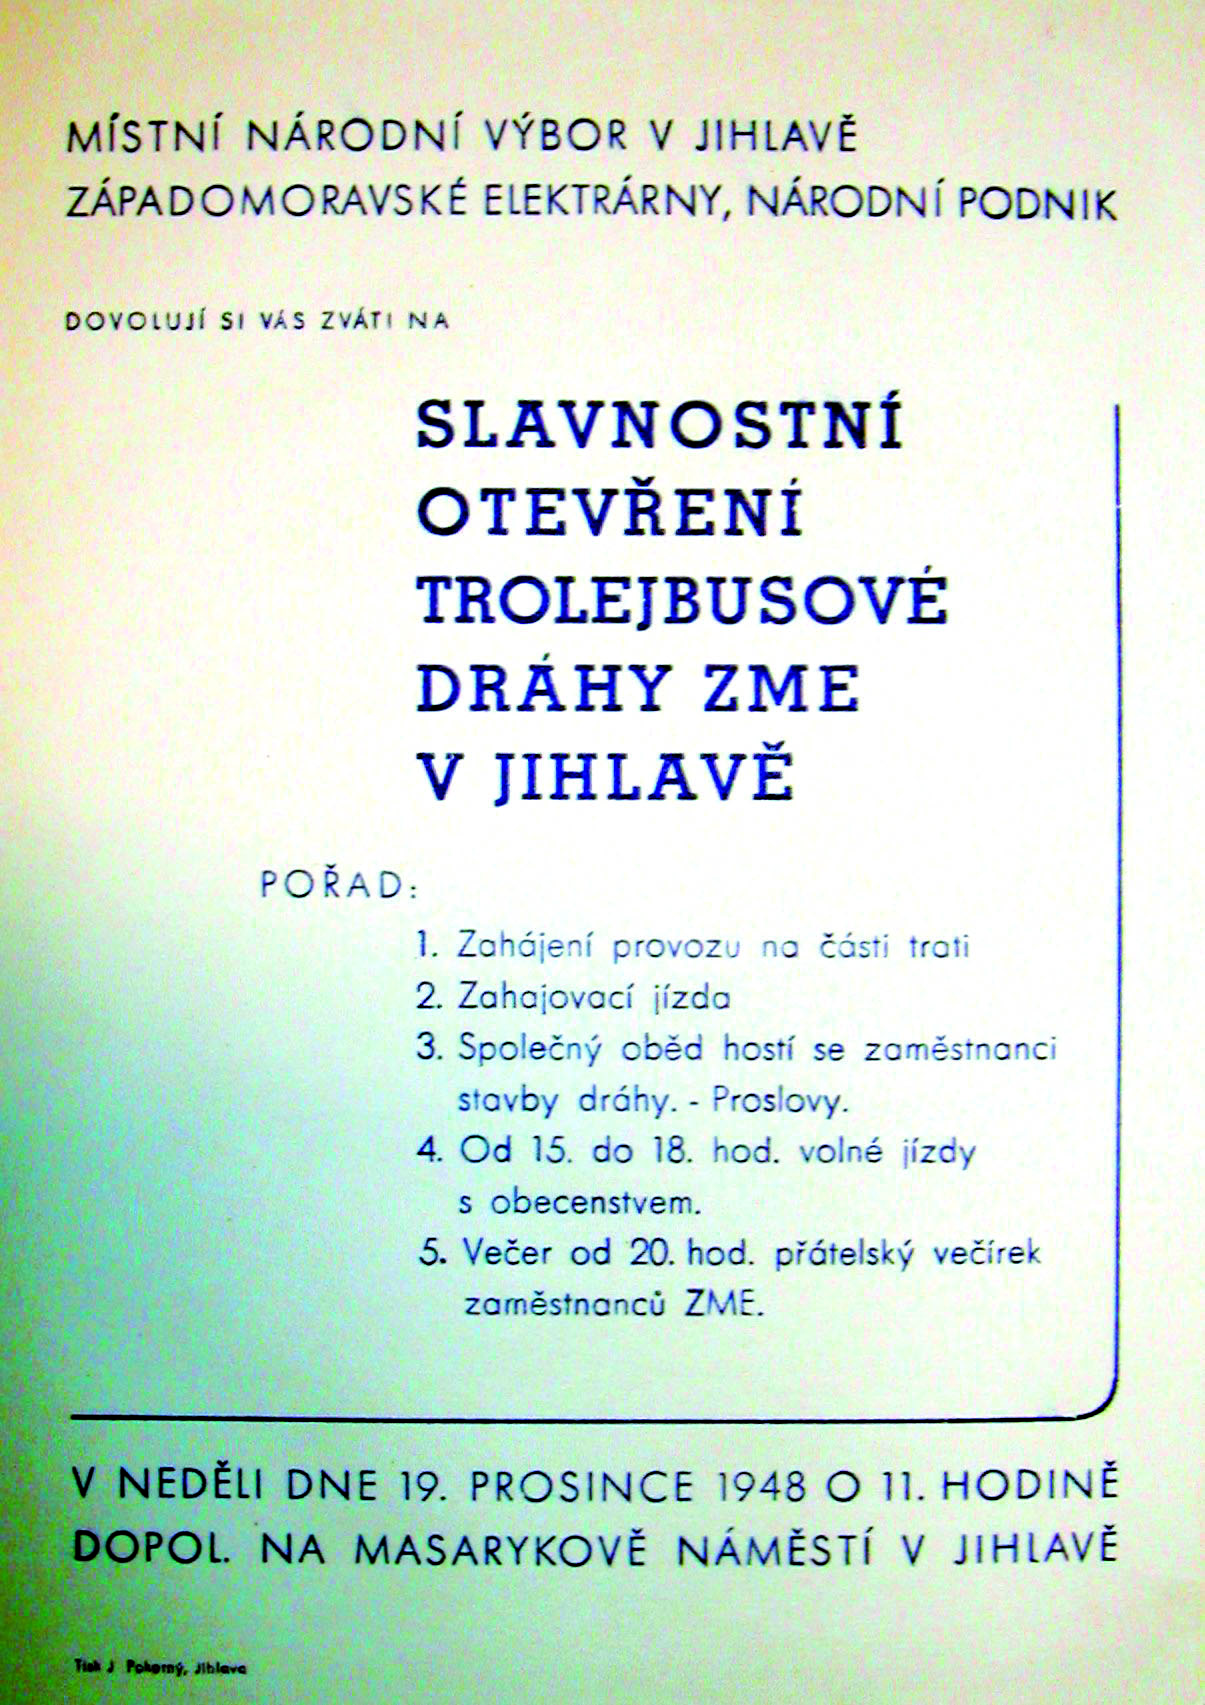 MÍSTNÍ NÁRODNÍ VÝBOR V JIHLAVĚ
ZÁPADOMORAVSKÉ ELEKTRÁRNY, NÁRODNÍ PODNIK
DOVOLUJÍ SI VÁS ZVÁTI NA
SLAVNOSTNÍ
OTEVŘENÍ
TROLEJBUSOVÉ
DRÁHY ZME
V JIHLAVĚ
POŘAD:
1. Zahájení provozu na části trati
2. Zahajovací jízda
3. Společný oběd hostí se zaměstnanci
stavby dráhy. - Proslovy.
4. Od 15. do 18. hod. volné jízdy
s obecenstvem.
5. Večer od 20. hod. přátelský večírek
zaměstnanců ZME.
V NEDĚLI DNE 19. PROSINCE 1948 O 11. HODINĚ
DOPOL. NA MASARYKOVĚ NÁMĚSTÍ V JIHLAVĚ
Tisk J Pokorný, Jihlava